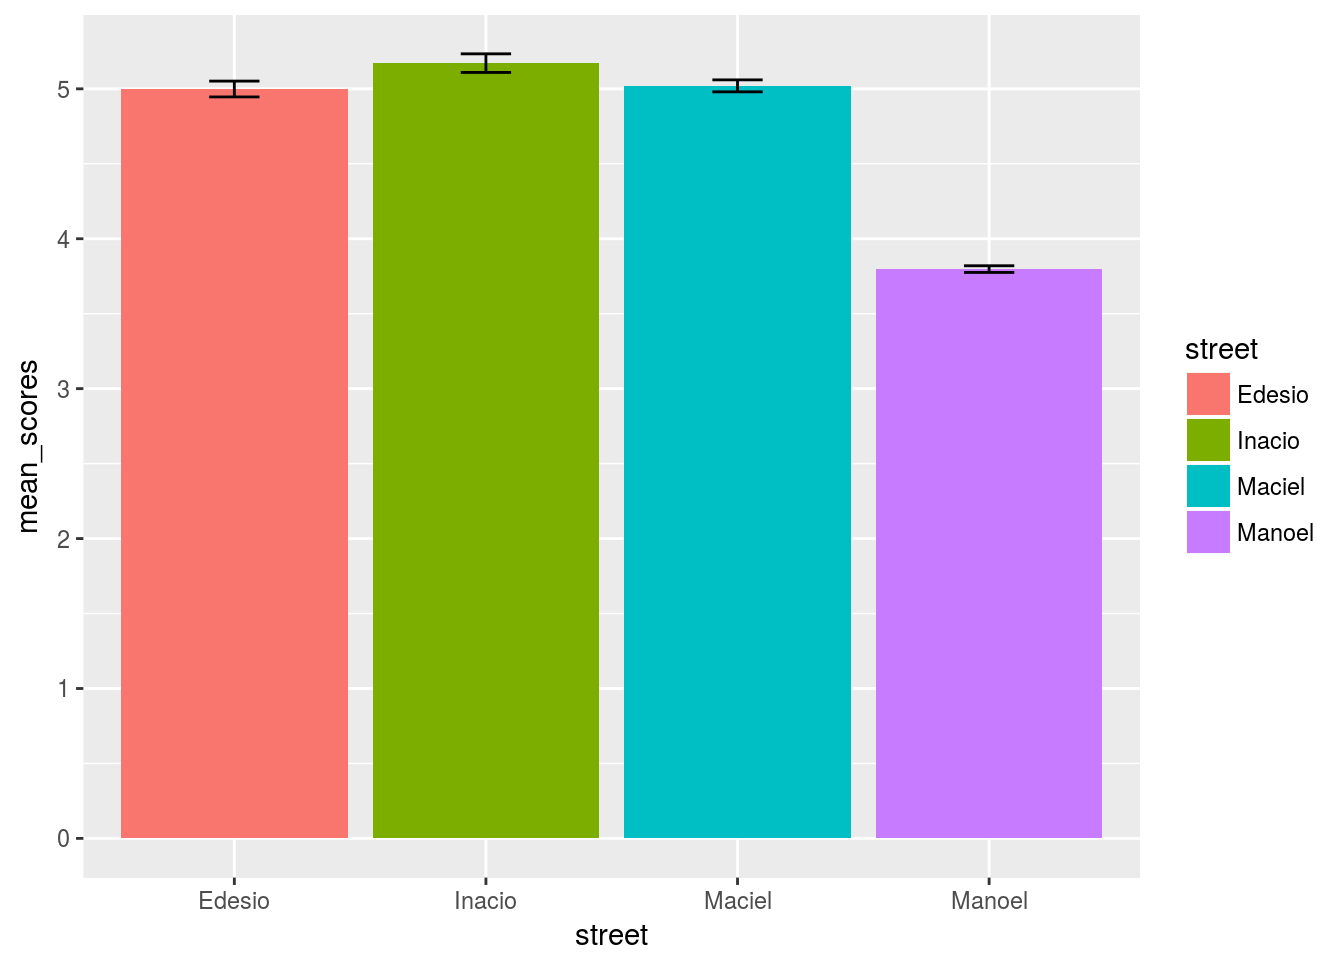 mean_scores
5
4
3
2
1
0
Edesio Inacio Maciel Manoel
street
street
Edesio
Inacio
Maciel
Manoel